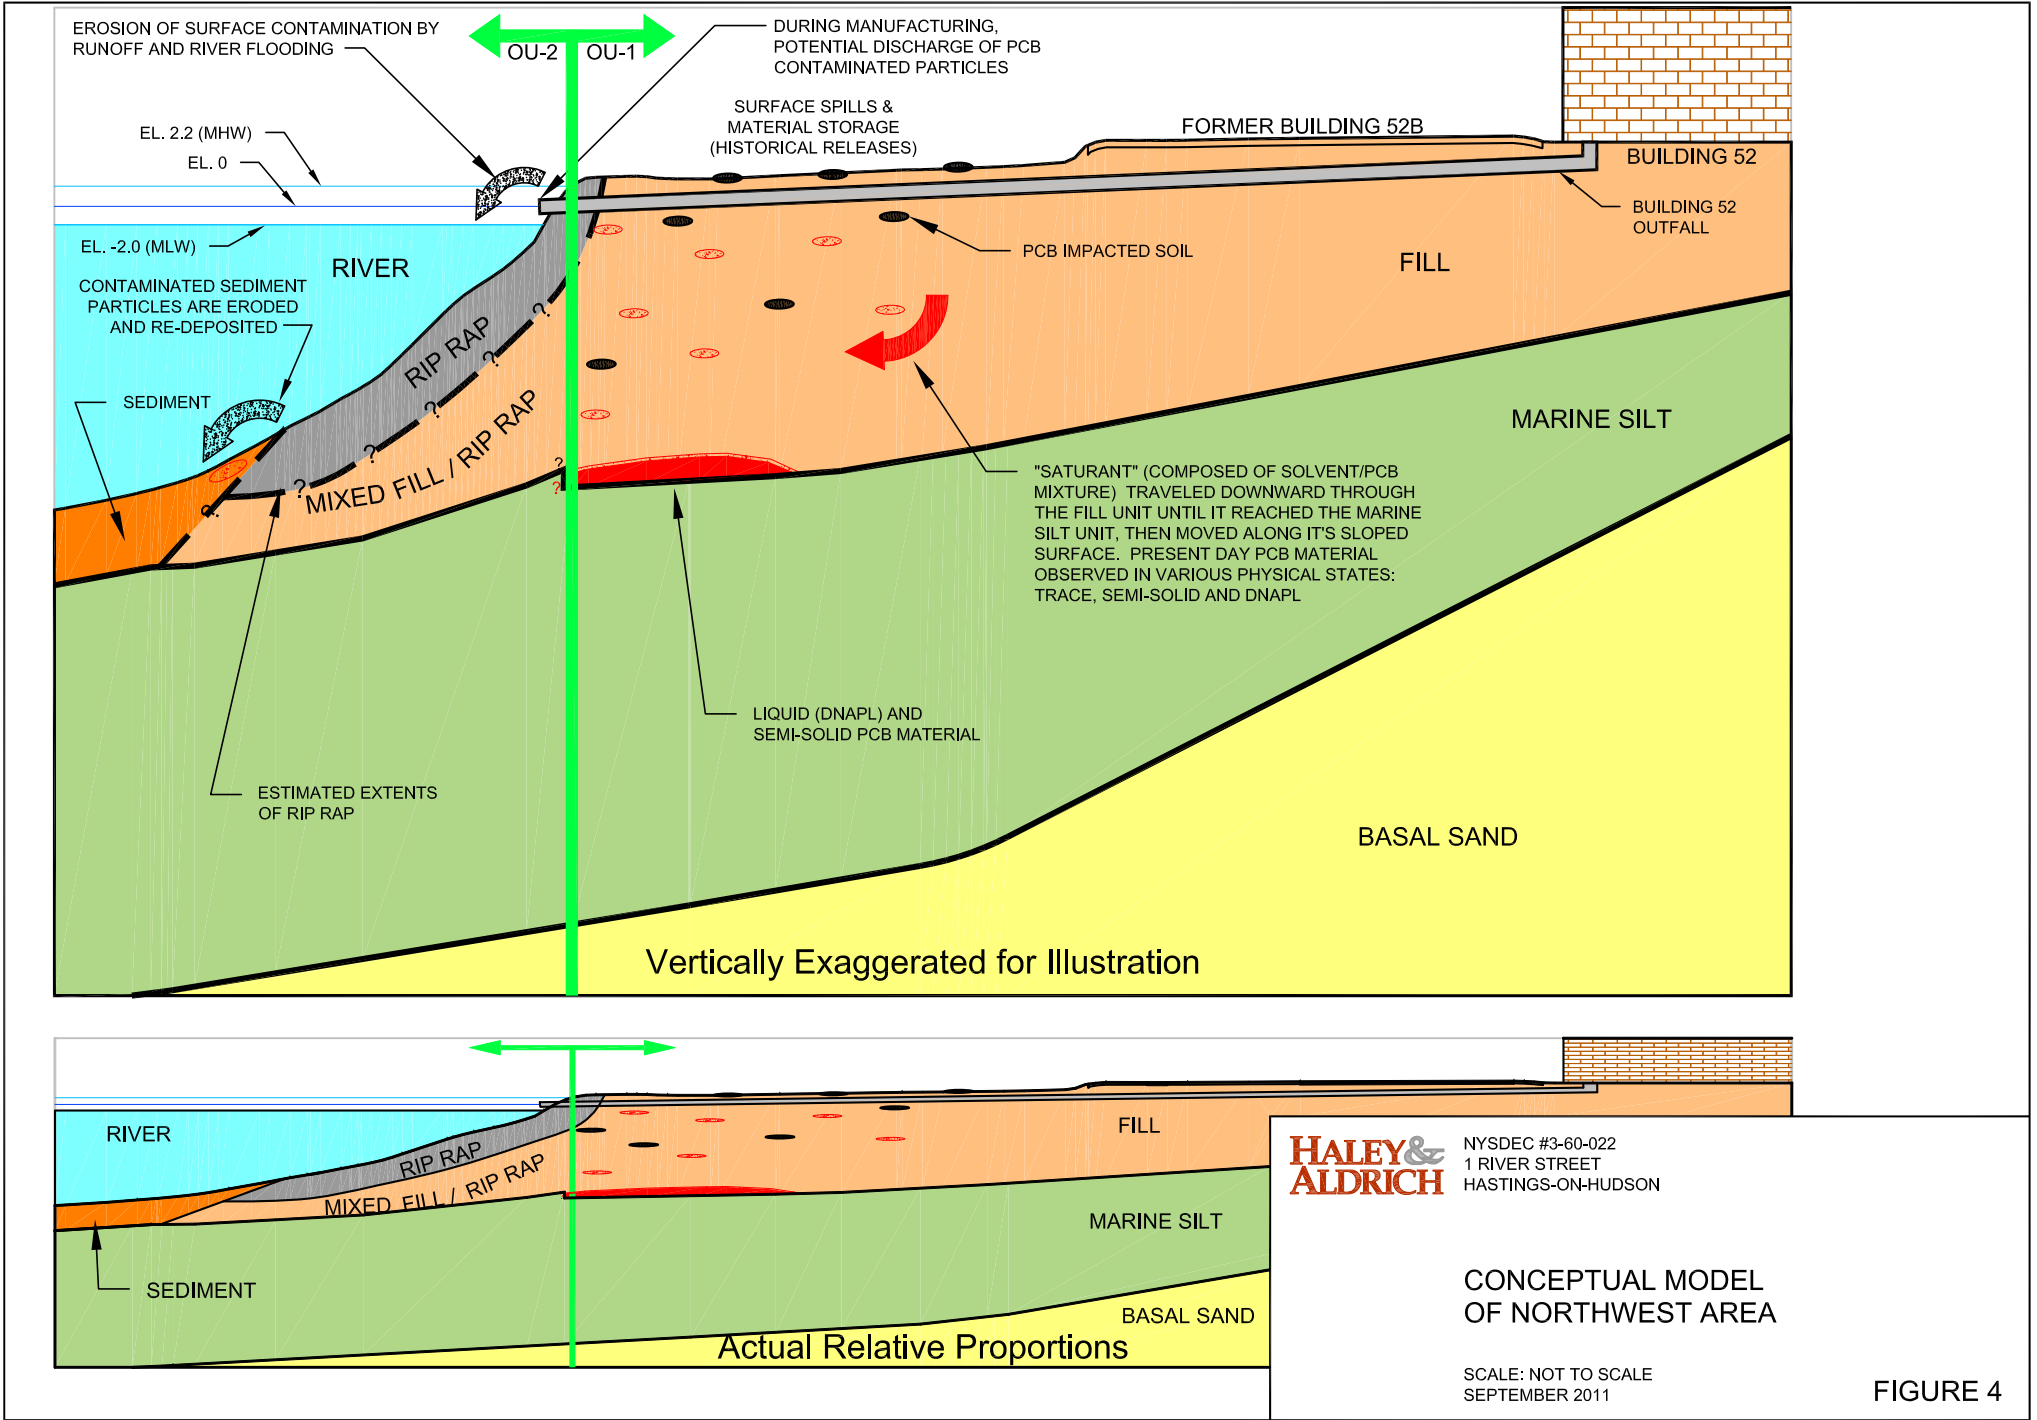 EROSION OF SURFACE CONTAMINATION BY
RUNOFF AND RIVER FLOODING
OU-2
OU-1
DURING MANUFACTURING,
POTENTIAL DISCHARGE OF PCB
CONTAMINATED PARTICLES
SURFACE SPILLS &
MATERIAL STORAGE
(HISTORICAL RELEASES)
FORMER BUILDING 52B
BUILDING 52
BUILDING 52
OUTFALL
EL. 2.2 (MHW)
EL. 0
EL. -2.0 (MLW)
RIVER
PCB IMPACTED SOIL
FILL
CONTAMINATED SEDIMENT
PARTICLES ARE ERODED
AND RE-DEPOSITED
SEDIMENT
RIP RAP
?
?
?
?
?
?
?
?
MIXED FILL / RIP RAP
MARINE SILT
"SATURANT" (COMPOSED OF SOLVENT/PCB
MIXTURE) TRAVELED DOWNWARD THROUGH
THE FILL UNIT UNTIL IT REACHED THE MARINE
SILT UNIT, THEN MOVED ALONG IT'S SLOPED
SURFACE. PRESENT DAY PCB MATERIAL
OBSERVED IN VARIOUS PHYSICAL STATES:
TRACE, SEMI-SOLID AND DNAPL
LIQUID (DNAPL) AND
SEMI-SOLID PCB MATERIAL
ESTIMATED EXTENTS
OF RIP RAP
BASAL SAND
Vertically Exaggerated for Illustration
RIVER
RIP RAP
MIXED FILL / RIP RAP
FILL
MARINE SILT
SEDIMENT
BASAL SAND
Actual Relative Proportions
HALEY&
ALDRICH
NYSDEC #3-60-022
1 RIVER STREET
HASTINGS-ON-HUDSON
CONCEPTUAL MODEL
OF NORTHWEST AREA
SCALE: NOT TO SCALE
SEPTEMBER 2011
FIGURE 4